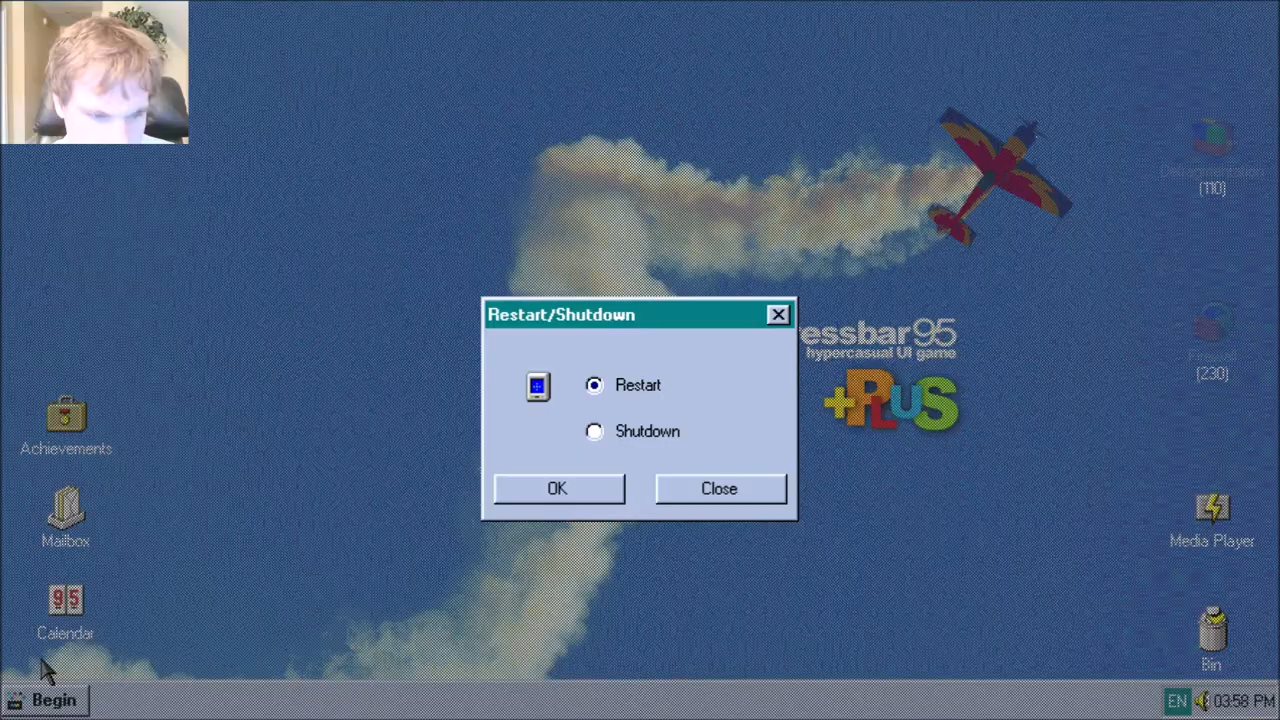 (110)
Restart/Shutdown
essbar95
hypercasual UI game
+PLUS
(230)
Restart
Shutdown
OK
Close
Achievements
Mailbox
Media Player
95
Calendar
Bin
Begin
EN
03:58 PM